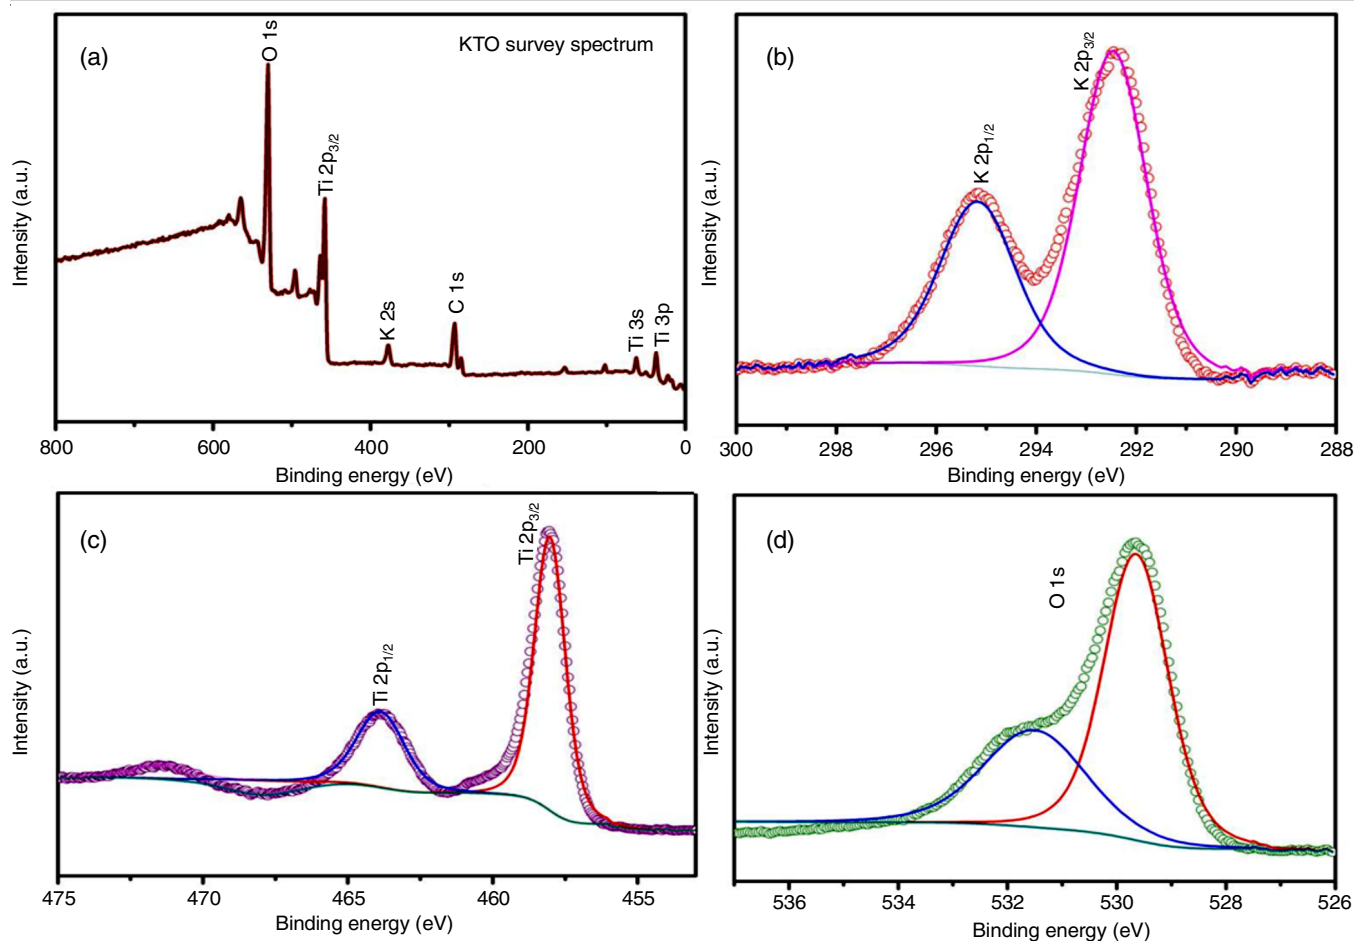 (a)
O 1s
KTO survey spectrum
Ti 2p3/2
K 2s
C 1s
Ti 3s
Ti 3p
Intensity (a.u.)
800 600 400 200 0
Binding energy (eV)
(b)
K 2p1/2
K 2p3/2
Intensity (a.u.)
300 298 296 294 292 290 288
Binding energy (eV)
(c)
Ti 2p1/2
Ti 2p3/2
Intensity (a.u.)
475 470 465 460 455
Binding energy (eV)
(d)
O 1s
Intensity (a.u.)
536 534 532 530 528 526
Binding energy (eV)